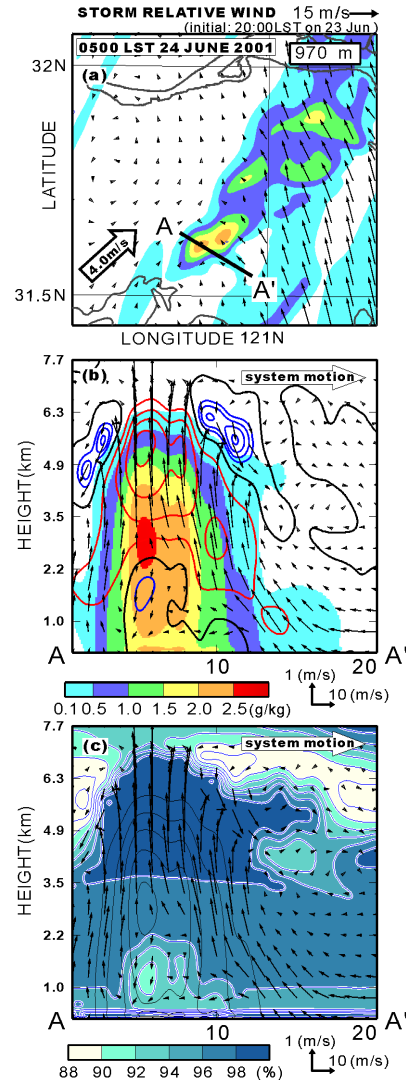 STORM RELATIVE WIND 15 m/s
(initial: 20:00LST on 23. Jun)
0500 LST 24 JUNE 2001
970 m
32N
(a)
LATITUDE
A
4.0m/s
A'
31.5N
LONGITUDE 121N
7.7
(b)
system motion
6.3
4.9
HEIGHT(km)
3.5
2.2
1.0
A 10 20 A'
1 (m/s)
10 (m/s)
0.1 0.5 1.0 1.5 2.0 2.5 (g/kg)
7.7
(c)
system motion
6.3
4.9
HEIGHT(km)
3.5
2.2
1.0
A 10 20 A'
1 (m/s)
10 (m/s)
88 90 92 94 96 98 (%)